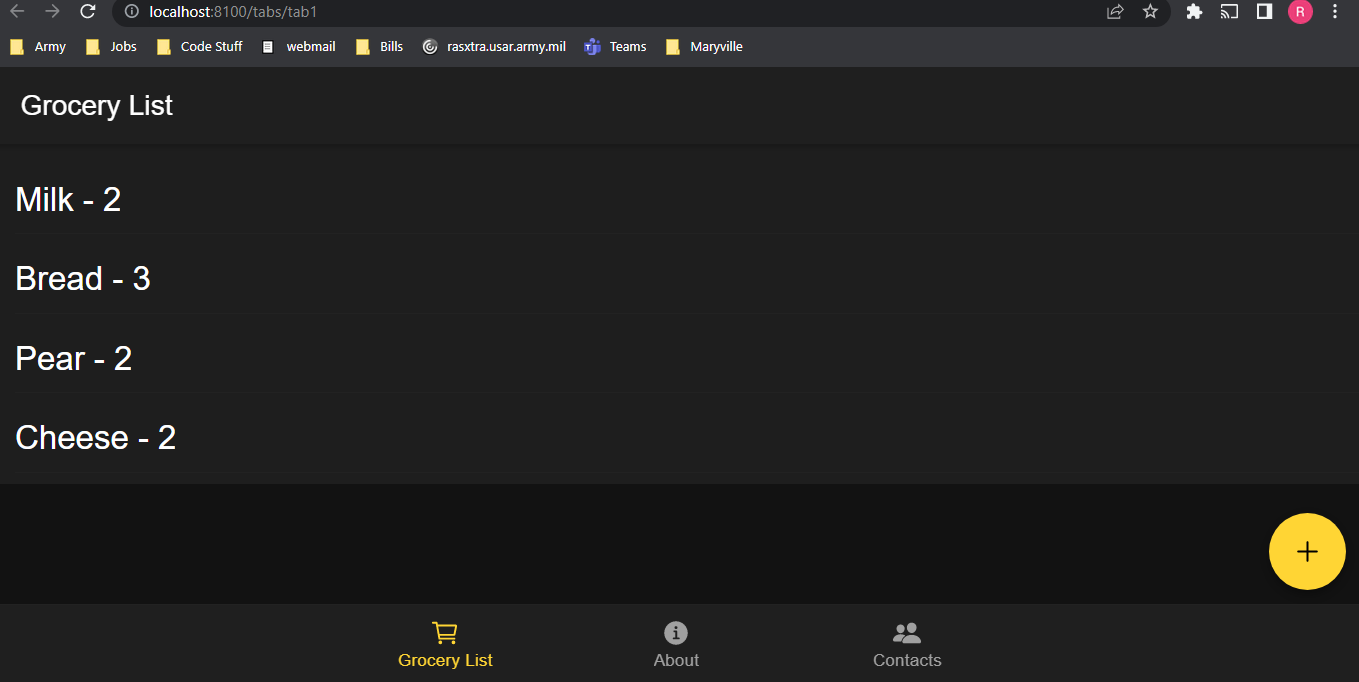 localhost:8100/tabs/tab1
R
Army Jobs Code Stuff webmail Bills rasxtra.usar.army.mil Teams Maryville
Grocery List
Milk - 2
Bread - 3
Pear - 2
Cheese - 2
Grocery List About Contacts